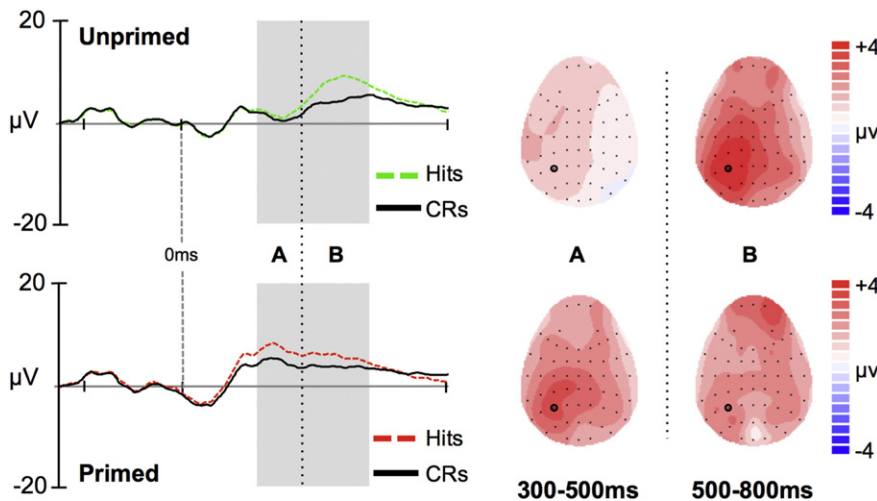 20
Unprimed
μV
-20
Hits
CRs
0ms
A
B
20
μV
-20
Primed
Hits
CRs
+4
μv
-4
A
B
+4
μv
-4
300-500ms
500-800ms